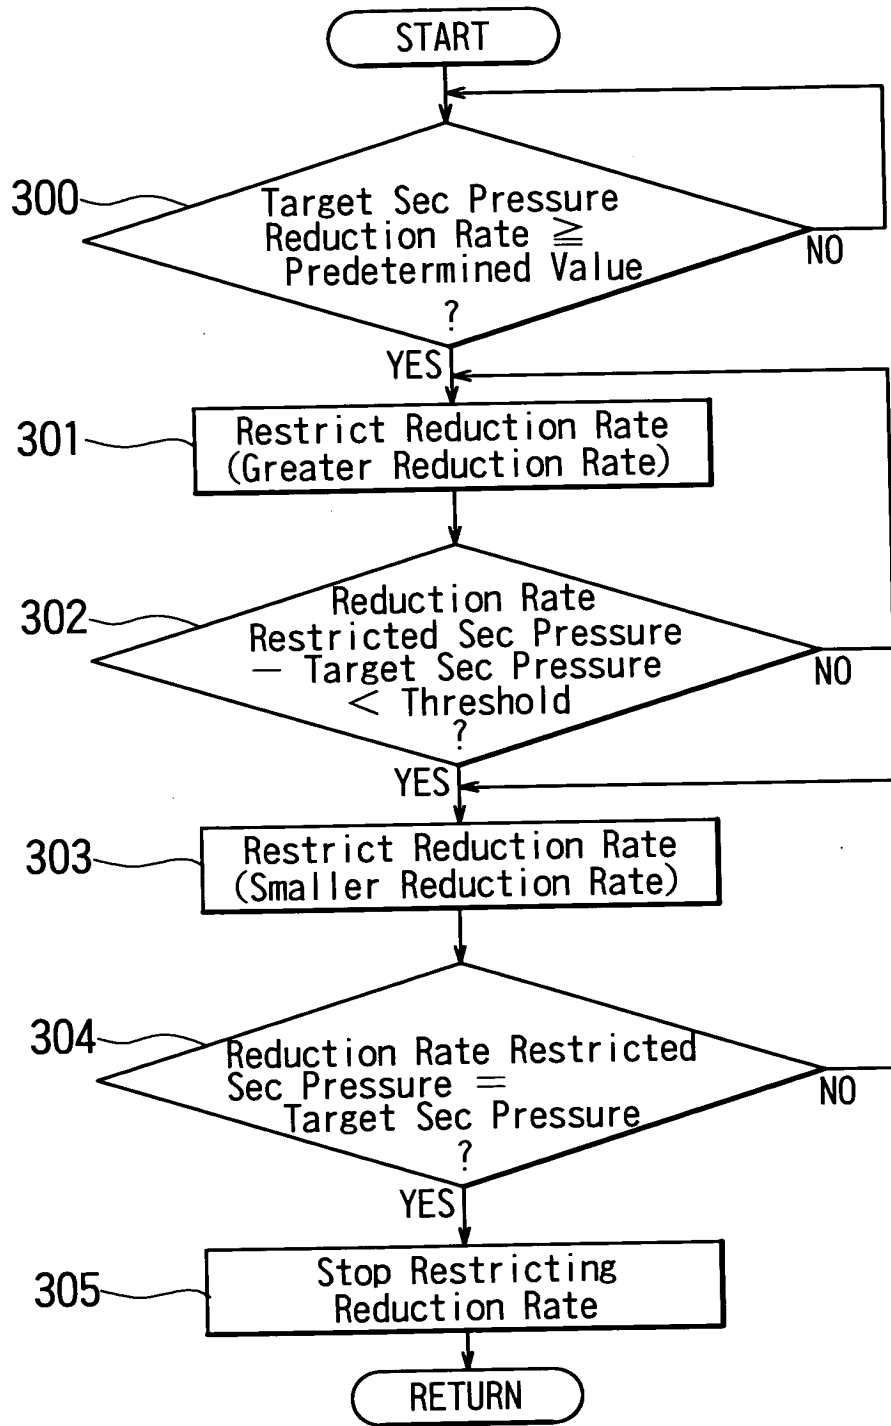 START
300
Target Sec Pressure
Reduction Rate ≧
Predetermined Value
?
NO
YES
301
Restrict Reduction Rate
(Greater Reduction Rate)
302
Reduction Rate
Restricted Sec Pressure
− Target Sec Pressure
< Threshold
?
NO
YES
303
Restrict Reduction Rate
(Smaller Reduction Rate)
304
Reduction Rate Restricted
Sec Pressure =
Target Sec Pressure
?
NO
YES
305
Stop Restricting
Reduction Rate
RETURN